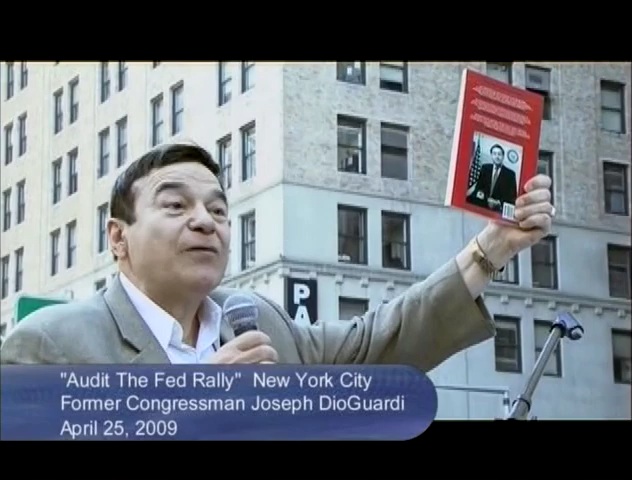 PA
"Audit The Fed Rally" New York City
Former Congressman Joseph DioGuardi
April 25, 2009